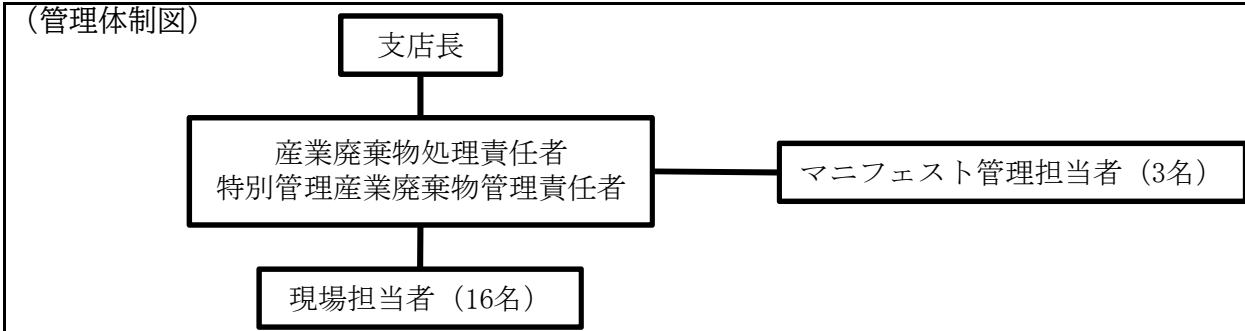 （管理体制図）
支店長
産業廃棄物処理責任者
特別管理産業廃棄物管理責任者
マニフェスト管理担当者（3名）
現場担当者（16名）